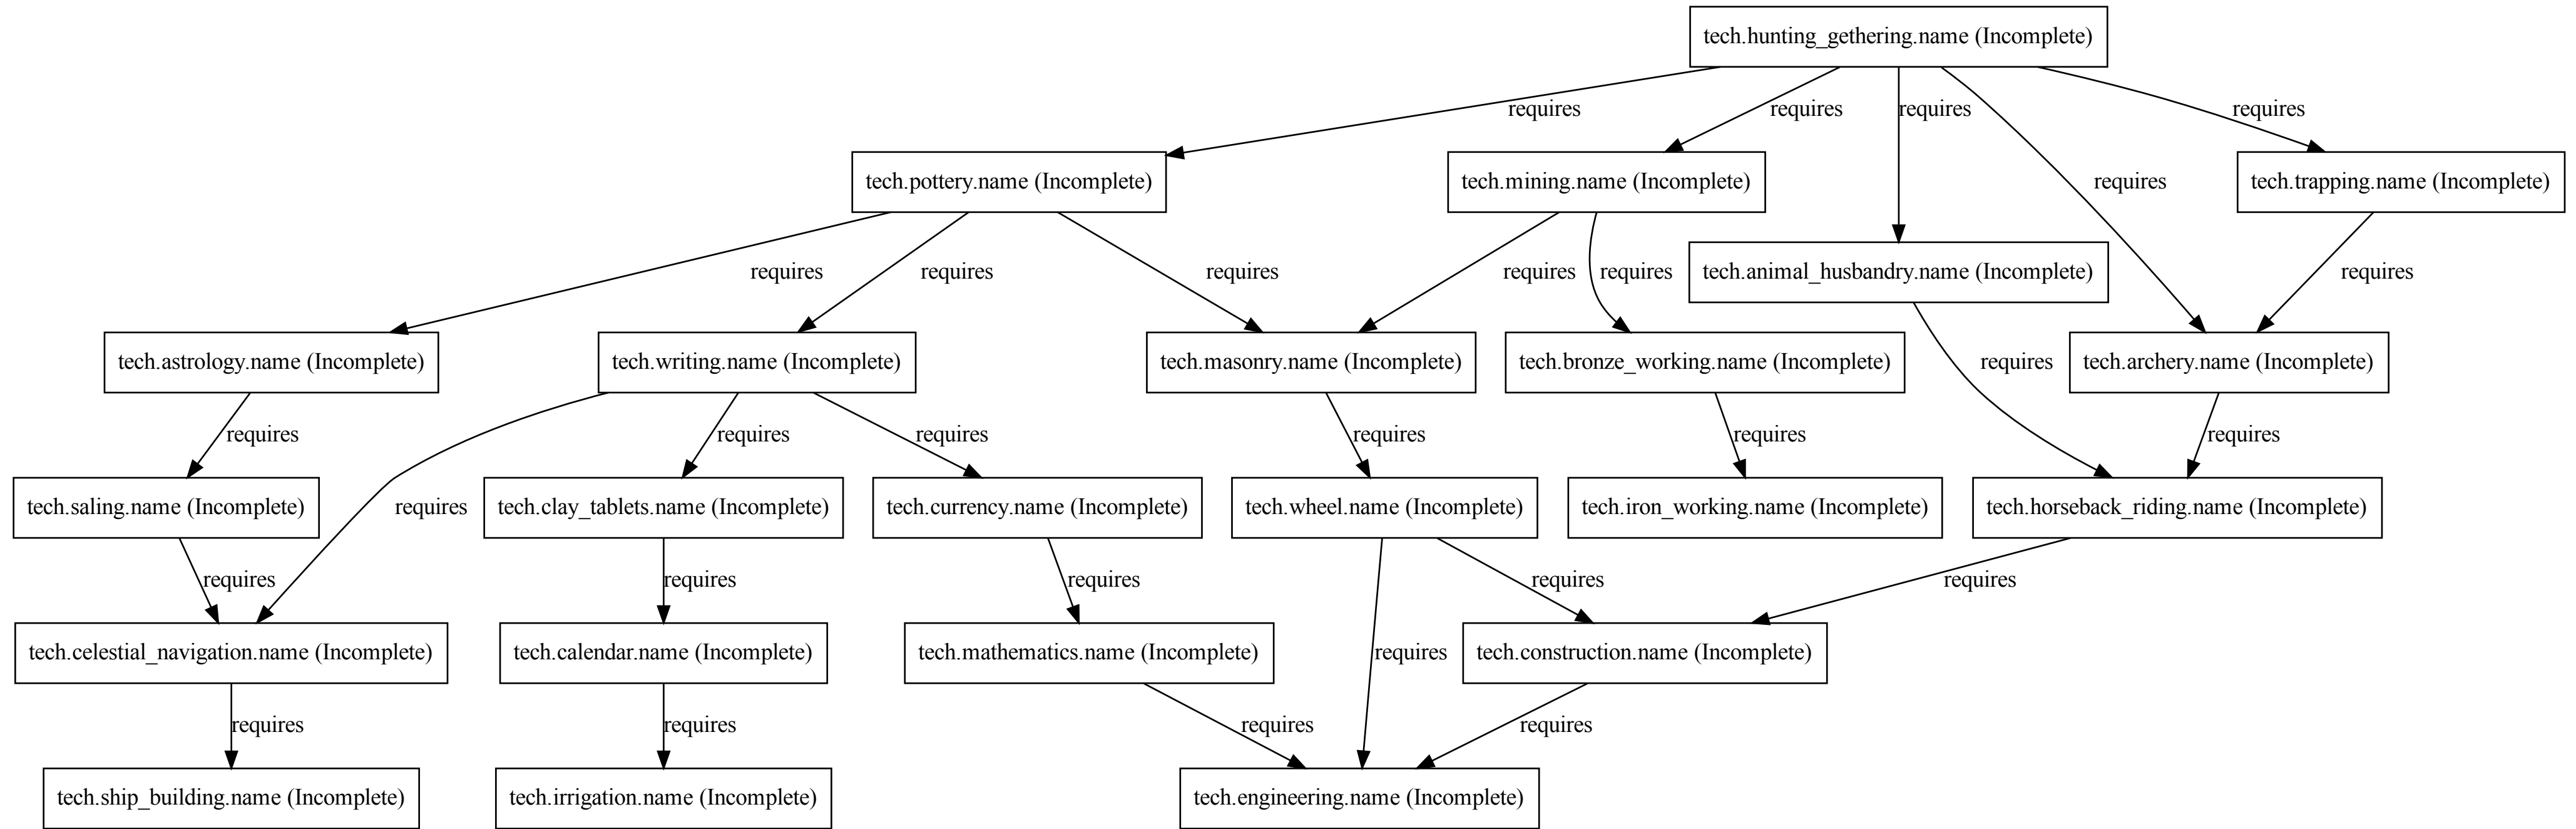 tech.hunting_gethering.name (Incomplete)
requires
requires
requires
requires
requires
tech.pottery.name (Incomplete)
tech.mining.name (Incomplete)
requires
tech.trapping.name (Incomplete)
requires
requires
requires
requires
requires
tech.animal_husbandry.name (Incomplete)
requires
tech.astrology.name (Incomplete)
tech.writing.name (Incomplete)
tech.masonry.name (Incomplete)
tech.bronze_working.name (Incomplete)
requires
tech.archery.name (Incomplete)
requires
requires
requires
requires
requires
requires
tech.saling.name (Incomplete)
requires
tech.clay_tablets.name (Incomplete)
tech.currency.name (Incomplete)
tech.wheel.name (Incomplete)
tech.iron_working.name (Incomplete)
tech.horseback_riding.name (Incomplete)
requires
requires
requires
requires
requires
tech.celestial_navigation.name (Incomplete)
tech.calendar.name (Incomplete)
tech.mathematics.name (Incomplete)
requires
tech.construction.name (Incomplete)
requires
requires
requires
requires
tech.ship_building.name (Incomplete)
tech.irrigation.name (Incomplete)
tech.engineering.name (Incomplete)